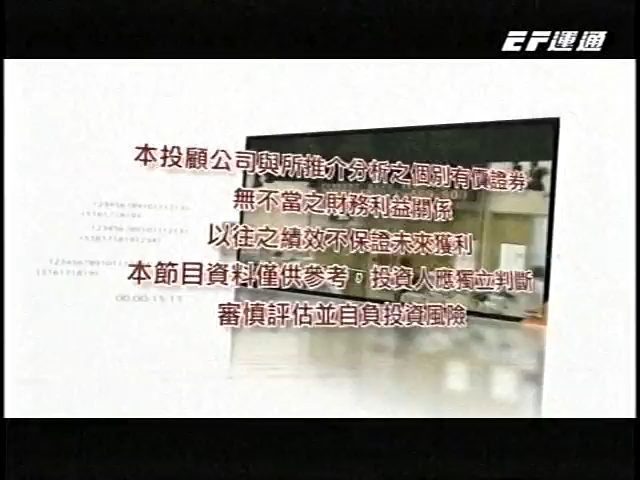 EF運通
本投顧公司與所推介分析之個別有價證券
無不當之財務利益關係
以往之績效不保證未來獲利
本節目資料僅供參考，投資人應獨立判斷
審慎評估並自負投資風險